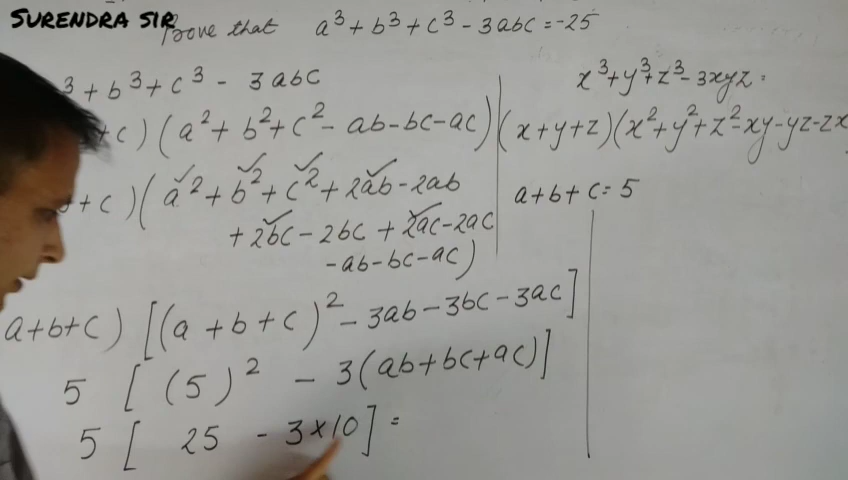 SURENDRA SIR
Prove that a³ + b³ + c³ - 3abc = -25
³ + b³ + c³ - 3abc
+c) (a² + b² + c² - ab - bc - ac)
+c) (a² + b² + c² + 2ab - 2ab
+ 2bc - 2bc + 2ac - 2ac
- ab - bc - ac)
a+b+c) [(a + b + c)² - 3ab - 3bc - 3ac]
5 [ (5)² - 3(ab + bc + ac)]
5 [ 25 - 3×10] =
x³ + y³ + z³ - 3xyz =
(x + y + z)(x² + y² + z² - xy - yz - zx
a + b + c = 5